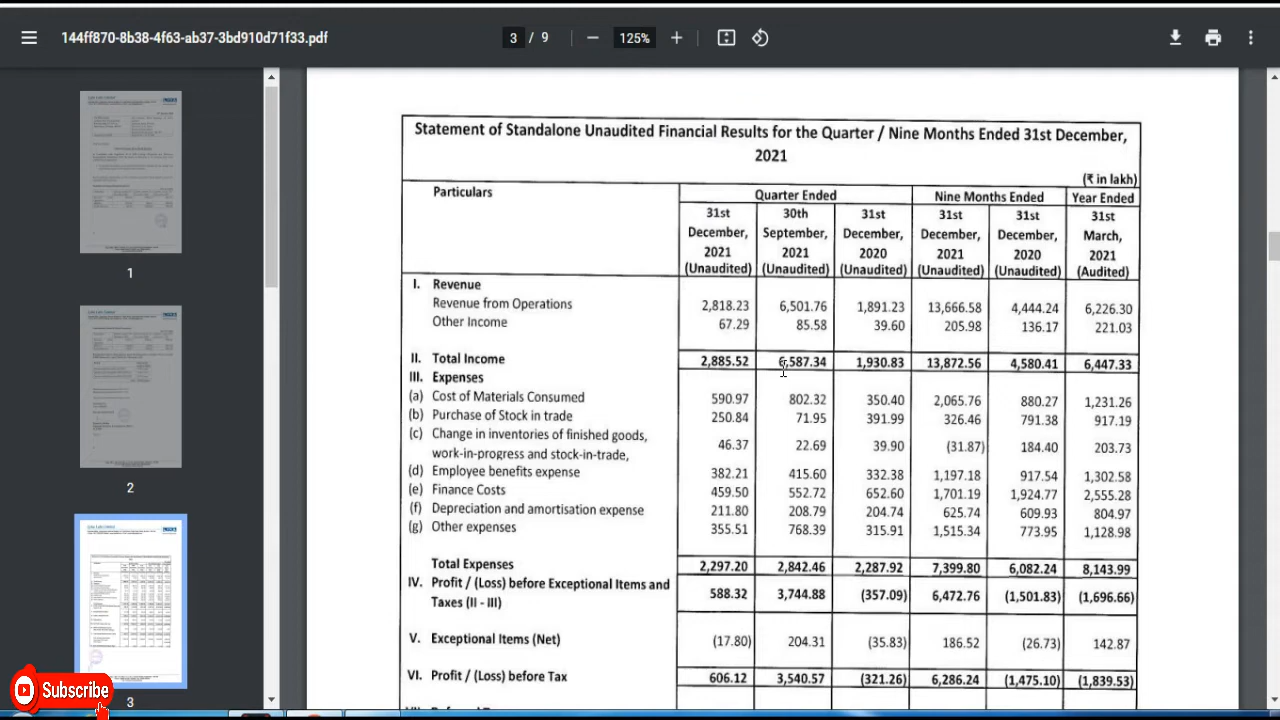 144ff870-8b38-4f63-ab37-3bd910d71f33.pdf
3 / 9
125%
1
2
3
Subscribe
Statement of Standalone Unaudited Financial Results for the Quarter / Nine Months Ended 31st December,
2021
(₹ in lakh)
Particulars Quarter Ended Nine Months Ended Year Ended
31st 30th 31st 31st 31st 31st
December, September, December, December, December, March,
2021 2021 2020 2021 2020 2021
(Unaudited) (Unaudited) (Unaudited) (Unaudited) (Unaudited) (Audited)
I. Revenue
Revenue from Operations 2,818.23 6,501.76 1,891.23 13,666.58 4,444.24 6,226.30
Other Income 67.29 85.58 39.60 205.98 136.17 221.03
II. Total Income 2,885.52 6,587.34 1,930.83 13,872.56 4,580.41 6,447.33
III. Expenses
(a) Cost of Materials Consumed 590.97 802.32 350.40 2,065.76 880.27 1,231.26
(b) Purchase of Stock in trade 250.84 71.95 391.99 326.46 791.38 917.19
(c) Change in inventories of finished goods,
work-in-progress and stock-in-trade, 46.37 22.69 39.90 (31.87) 184.40 203.73
(d) Employee benefits expense 382.21 415.60 332.38 1,197.18 917.54 1,302.58
(e) Finance Costs 459.50 552.72 652.60 1,701.19 1,924.77 2,555.28
(f) Depreciation and amortisation expense 211.80 208.79 204.74 625.74 609.93 804.97
(g) Other expenses 355.51 768.39 315.91 1,515.34 773.95 1,128.98
Total Expenses 2,297.20 2,842.46 2,287.92 7,399.80 6,082.24 8,143.99
IV. Profit / (Loss) before Exceptional Items and
Taxes (II - III) 588.32 3,744.88 (357.09) 6,472.76 (1,501.83) (1,696.66)
V. Exceptional Items (Net) (17.80) 204.31 (35.83) 186.52 (26.73) 142.87
VI. Profit / (Loss) before Tax 606.12 3,540.57 (321.26) 6,286.24 (1,475.10) (1,839.53)